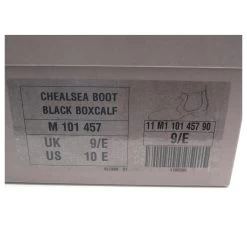 CHEALSEA BOOT
BLACK BOXCALF
M 101 457
UK 9/E
US 10 E
11 M1 101 457 90
9/E